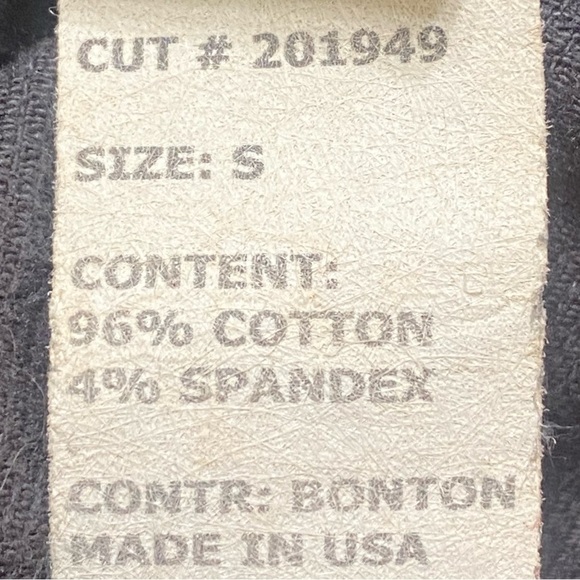 CUT # 201949
SIZE: S
CONTENT:
96% COTTON
4% SPANDEX
CONTR: BONTON
MADE IN USA